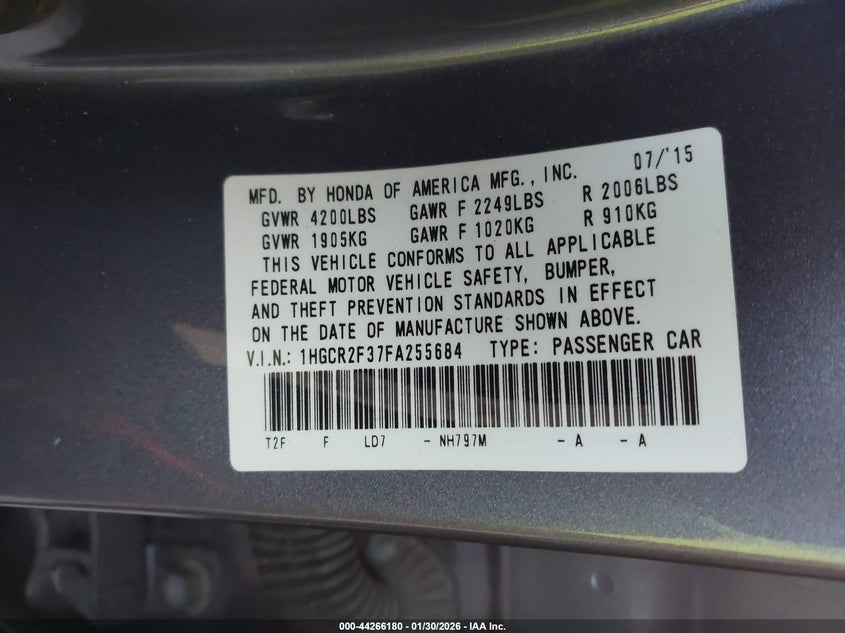 07/'15
MFD. BY HONDA OF AMERICA MFG., INC.
GVWR 4200LBS GAWR F 2249LBS R 2006LBS
GVWR 1905KG GAWR F 1020KG R 910KG
THIS VEHICLE CONFORMS TO ALL APPLICABLE
FEDERAL MOTOR VEHICLE SAFETY, BUMPER,
AND THEFT PREVENTION STANDARDS IN EFFECT
ON THE DATE OF MANUFACTURE SHOWN ABOVE.
V.I.N.: 1HGCR2F37FA255684 TYPE: PASSENGER CAR
T2F F LD7 - NH797M - A - A
000-44266180 - 01/30/2026 - IAA Inc.